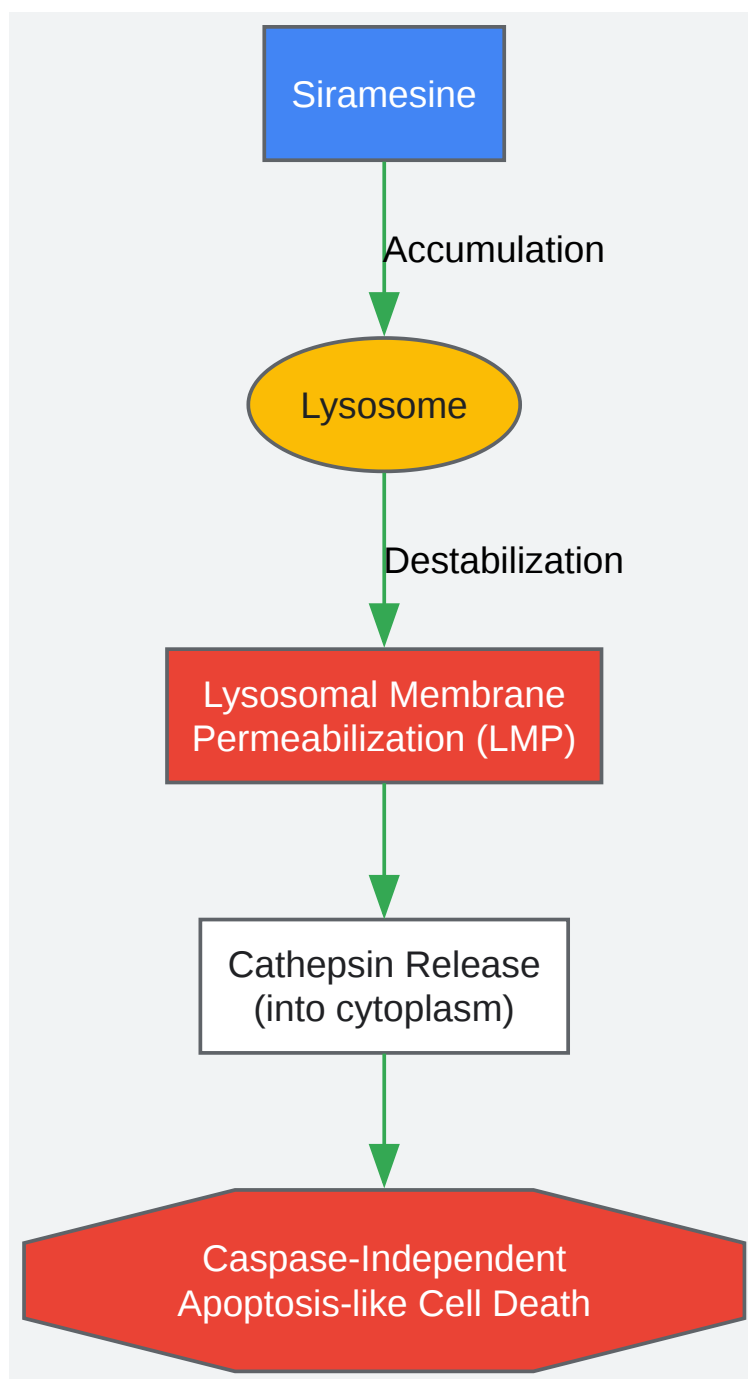 Siramesine
Accumulation
Lysosome
Destabilization
Lysosomal Membrane
Permeabilization (LMP)
Cathepsin Release
(into cytoplasm)
Caspase-Independent
Apoptosis-like Cell Death